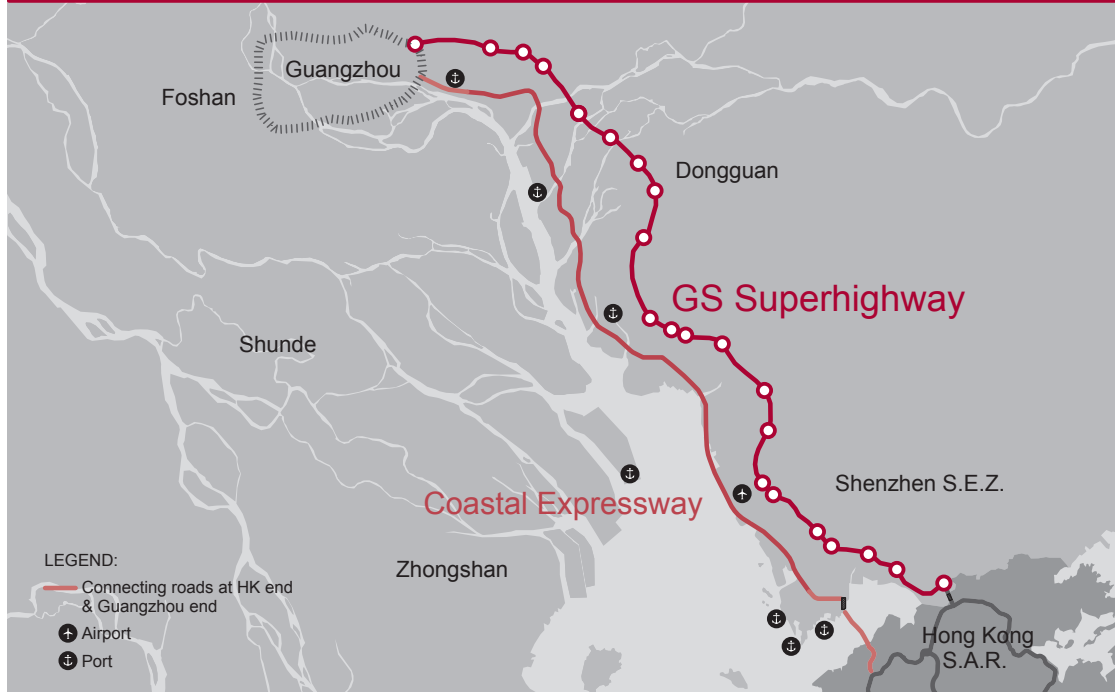 Guangzhou
Foshan
Dongguan
GS Superhighway
Shunde
Shenzhen S.E.Z.
Coastal Expressway
Zhongshan
LEGEND:
Connecting roads at HK end
& Guangzhou end
Airport
Port
Hong Kong
S.A.R.